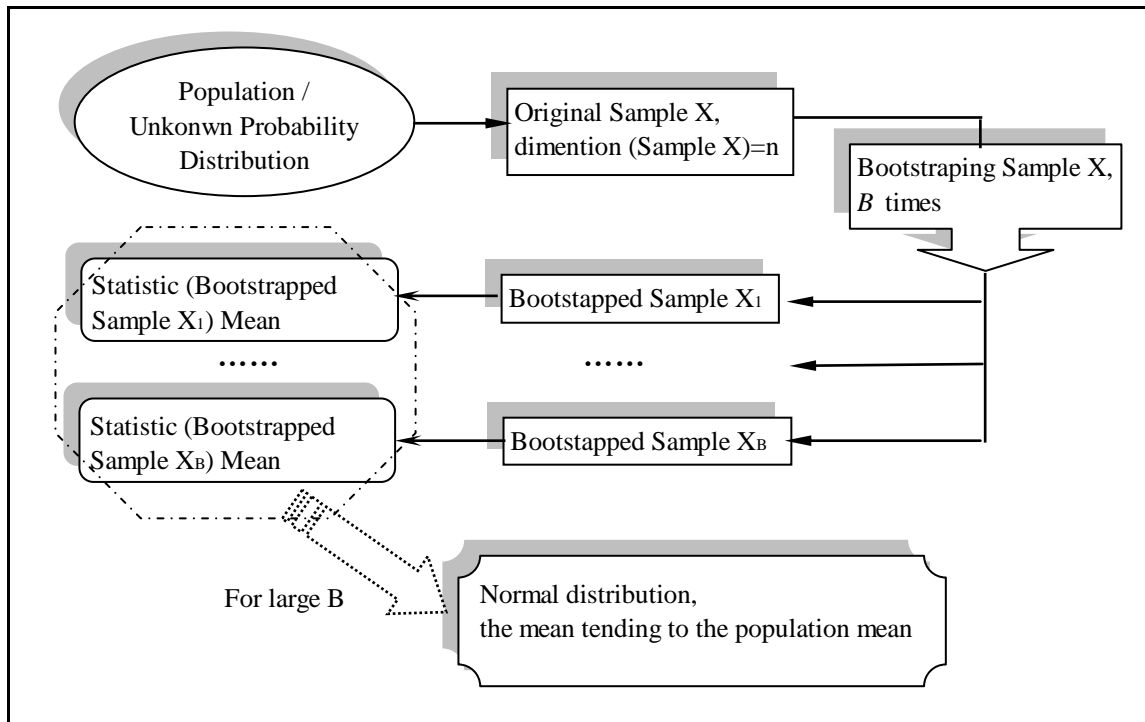 Population /
Unkonwn Probability
Distribution
Original Sample X,
dimention (Sample X)=n
Bootstraping Sample X,
B times
Statistic (Bootstrapped
Sample X₁) Mean
Bootstapped Sample X₁
......
......
Statistic (Bootstrapped
Sample XB) Mean
Bootstapped Sample XB
For large B
Normal distribution,
the mean tending to the population mean